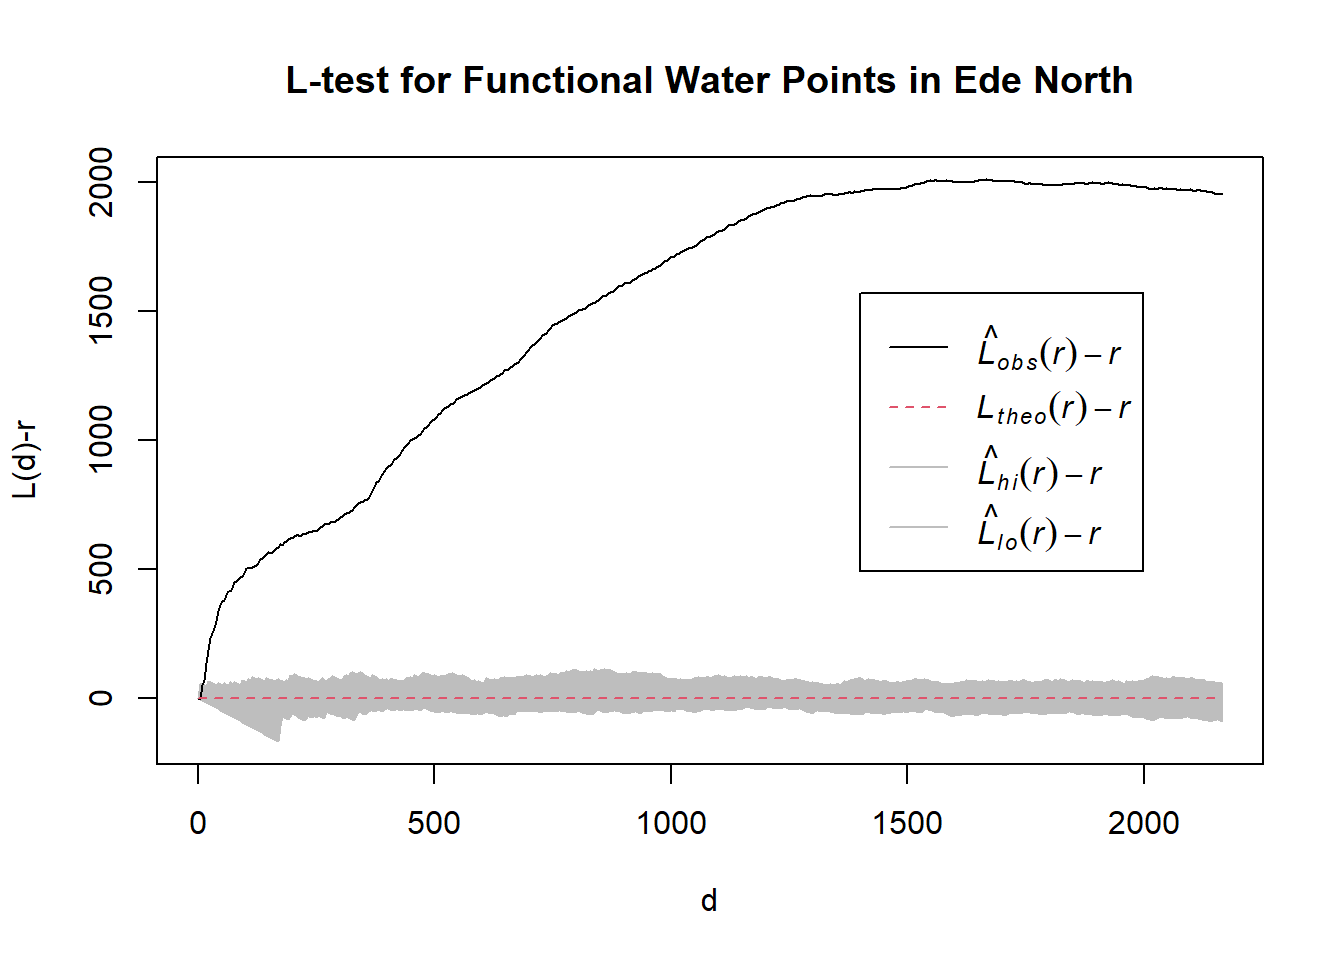 L-test for Functional Water Points in Ede North
L(d)-r
2000
1500
1000
500
0
L̂obs(r) − r
Ltheo(r) − r
L̂hi(r) − r
L̂lo(r) − r
0 500 1000 1500 2000
d